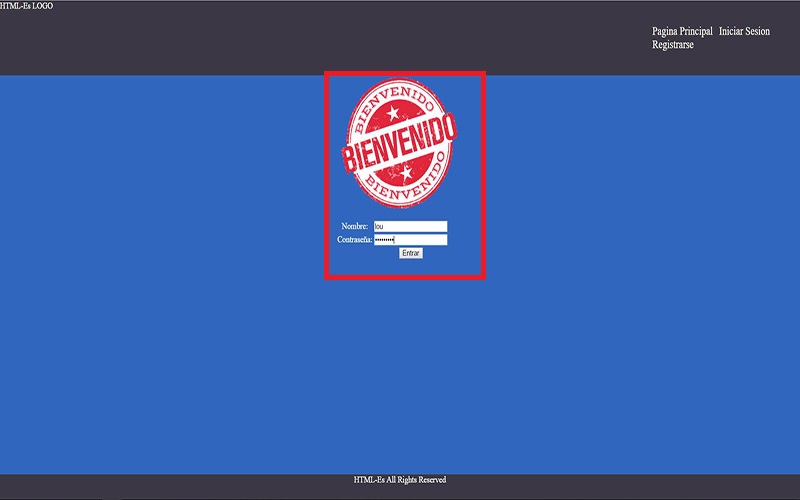 HTML-Es LOGO
Pagina Principal Iniciar Sesion
Registrarse
BIENVENIDO
BIENVENIDO
BIENVENIDO
Nombre: lou
Contraseña: •••••••••
Entrar
HTML-Es All Rights Reserved